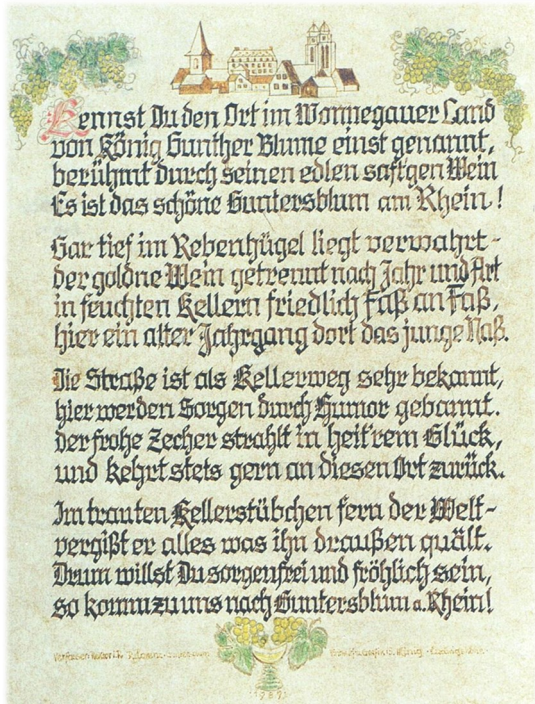 Kennst Du den Ort im Wonnegauer Land
von König Gunther Blume einst genannt,
berühmt durch seinen edlen saftgen Wein
Es ist das schöne Guntersblum am Rhein!
Gar tief im Rebenhügel liegt verwahrt -
der goldne Wein getrennt nach Jahr und Art
in feuchten Kellern friedlich Faß an Faß,
hier ein alter Jahrgang dort das junge Naß.
Die Straße ist als Kellerweg sehr bekannt,
hier werden Sorgen durch Humor gebannt.
Der frohe Zecher strahlt in heit'rem Glück,
und kehrt stets gern an diesen Ort zurück.
Im trauten Kellerstübchen fern der Welt -
vergißt er alles was ihn draußen quält.
Drum willst Du sorgenfrei und fröhlich sein,
so komm zu uns nach Guntersblum a. Rhein!